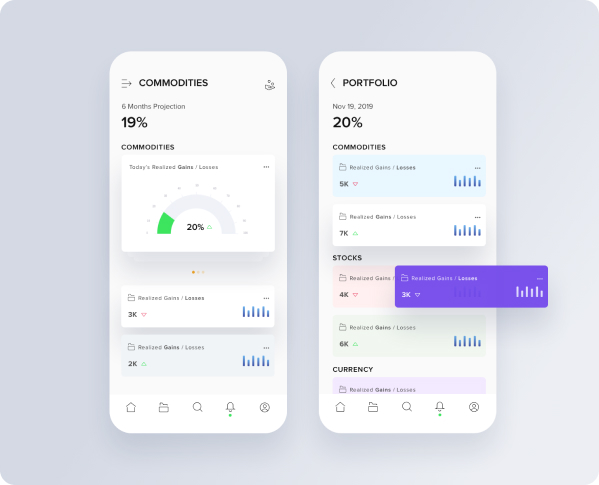 COMMODITIES
6 Months Projection
19%
COMMODITIES
Today's Realized Gains / Losses
20%
Realized Gains / Losses
3K
Realized Gains / Losses
2K
PORTFOLIO
Nov 19, 2019
20%
COMMODITIES
Realized Gains / Losses
5K
Realized Gains / Losses
7K
STOCKS
Realized Gains /
4K
Realized Gains / Losses
3K
Realized Gains / Losses
6K
CURRENCY
Realized Gains / Losses